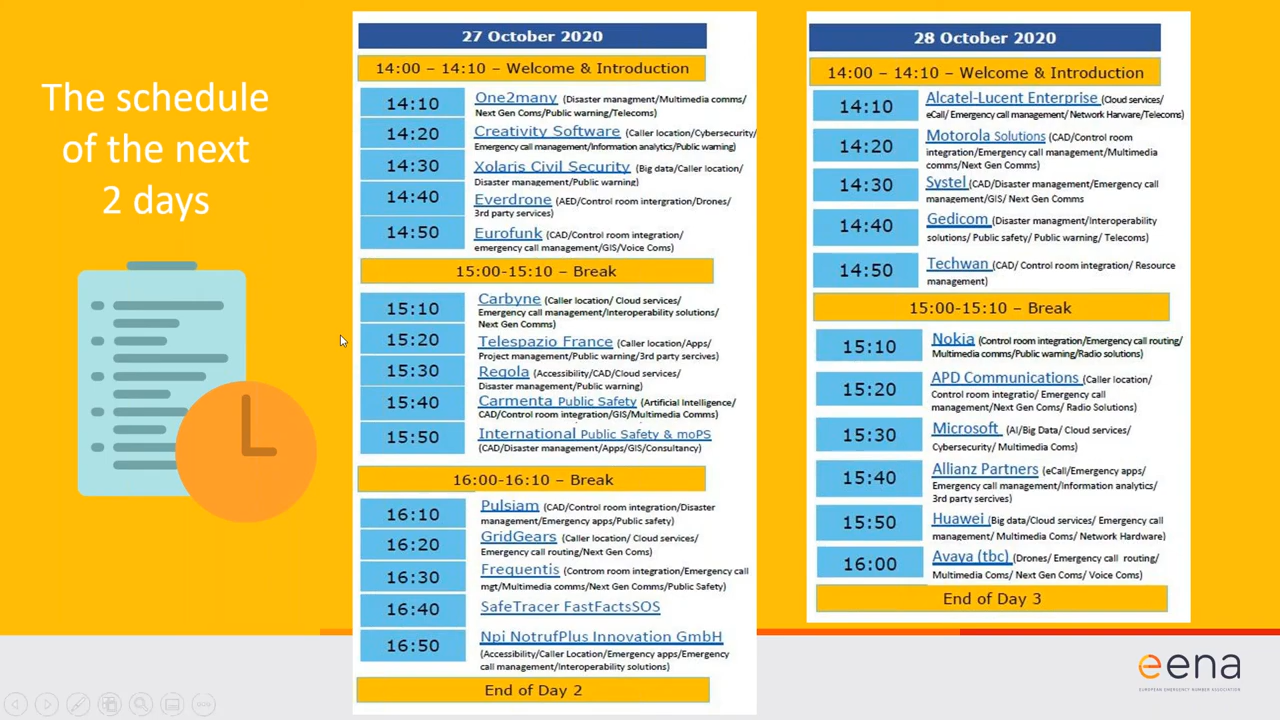 The schedule
of the next
2 days
27 October 2020
14:00 – 14:10 – Welcome & Introduction
14:10
One2many (Disaster managment/Multimedia comms/
Next Gen Coms/Public warning/Telecoms)
14:20
Creativity Software (Caller location/Cybersecurity/
Emergency call management/Information analytics/Public warning)
14:30
Xolaris Civil Security (Big data/Caller location/
Disaster management/Public warning)
14:40
Everdrone (AED/Control room intergration/Drones/
3rd party services)
14:50
Eurofunk (CAD/Control room integration/
emergency call management/GIS/Voice Coms)
15:00-15:10 – Break
15:10
Carbyne (Caller location/ Cloud services/
Emergency call management/Interoperability solutions/
Next Gen Comms)
15:20
Telespazio France (Caller location/Apps/
Project management/Public warning/3rd party sercives)
15:30
Regola (Accessibility/CAD/Cloud services/
Disaster management/Public warning)
15:40
Carmenta Public Safety (Artificial Intelligence/
CAD/Control room integration/GIS/Multimedia Comms)
15:50
International Public Safety & moPS
(CAD/Disaster management/Apps/GIS/Consultancy)
16:00-16:10 – Break
16:10
Pulsiam (CAD/Control room integration/Disaster
management/Emergency apps/Public safety)
16:20
GridGears (Caller location/ Cloud services/
Emergency call routing/Next Gen Coms)
16:30
Frequentis (Controm room integration/Emergency call
mgt/Multimedia comms/Next Gen Comms/Public Safety)
16:40
SafeTracer FastFactsSOS
16:50
Npi NotrufPlus Innovation GmbH
(Accessibility/Caller Location/Emergency apps/Emergency
call management/Interoperability solutions)
End of Day 2
28 October 2020
14:00 – 14:10 – Welcome & Introduction
14:10
Alcatel-Lucent Enterprise (Cloud services/
eCall/ Emergency call management/ Network Harware/Telecoms)
14:20
Motorola Solutions (CAD/Control room
integration/Emergency call management/Multimedia
comms/Next Gen Coms)
14:30
Systel (CAD/Disaster management/Emergency call
management/GIS/ Next Gen Comms
14:40
Gedicom (Disaster managment/Interoperability
solutions/ Public safety/ Public warning/ Telecoms)
14:50
Techwan (CAD/ Control room integration/ Resource
management)
15:00-15:10 – Break
15:10
Nokia (Control room integration/Emergency call routing/
Multimedia comms/Public warning/Radio solutions)
15:20
APD Communications (Caller location/
Control room integratio/ Emergency call
management/Next Gen Coms/ Radio Solutions)
15:30
Microsoft (AI/Big Data/ Cloud services/
Cybersecurity/ Multimedia Coms)
15:40
Allianz Partners (eCall/Emergency apps/
Emergency call management/Information analytics/
3rd party sercives)
15:50
Huawei (Big data/Cloud services/ Emergency call
management/ Multimedia Coms/ Network Hardware)
16:00
Avaya (tbc) (Drones/ Emergency call routing/
Multimedia Coms/ Next Gen Coms/ Voice Coms)
End of Day 3
eena
EUROPEAN EMERGENCY NUMBER ASSOCIATION